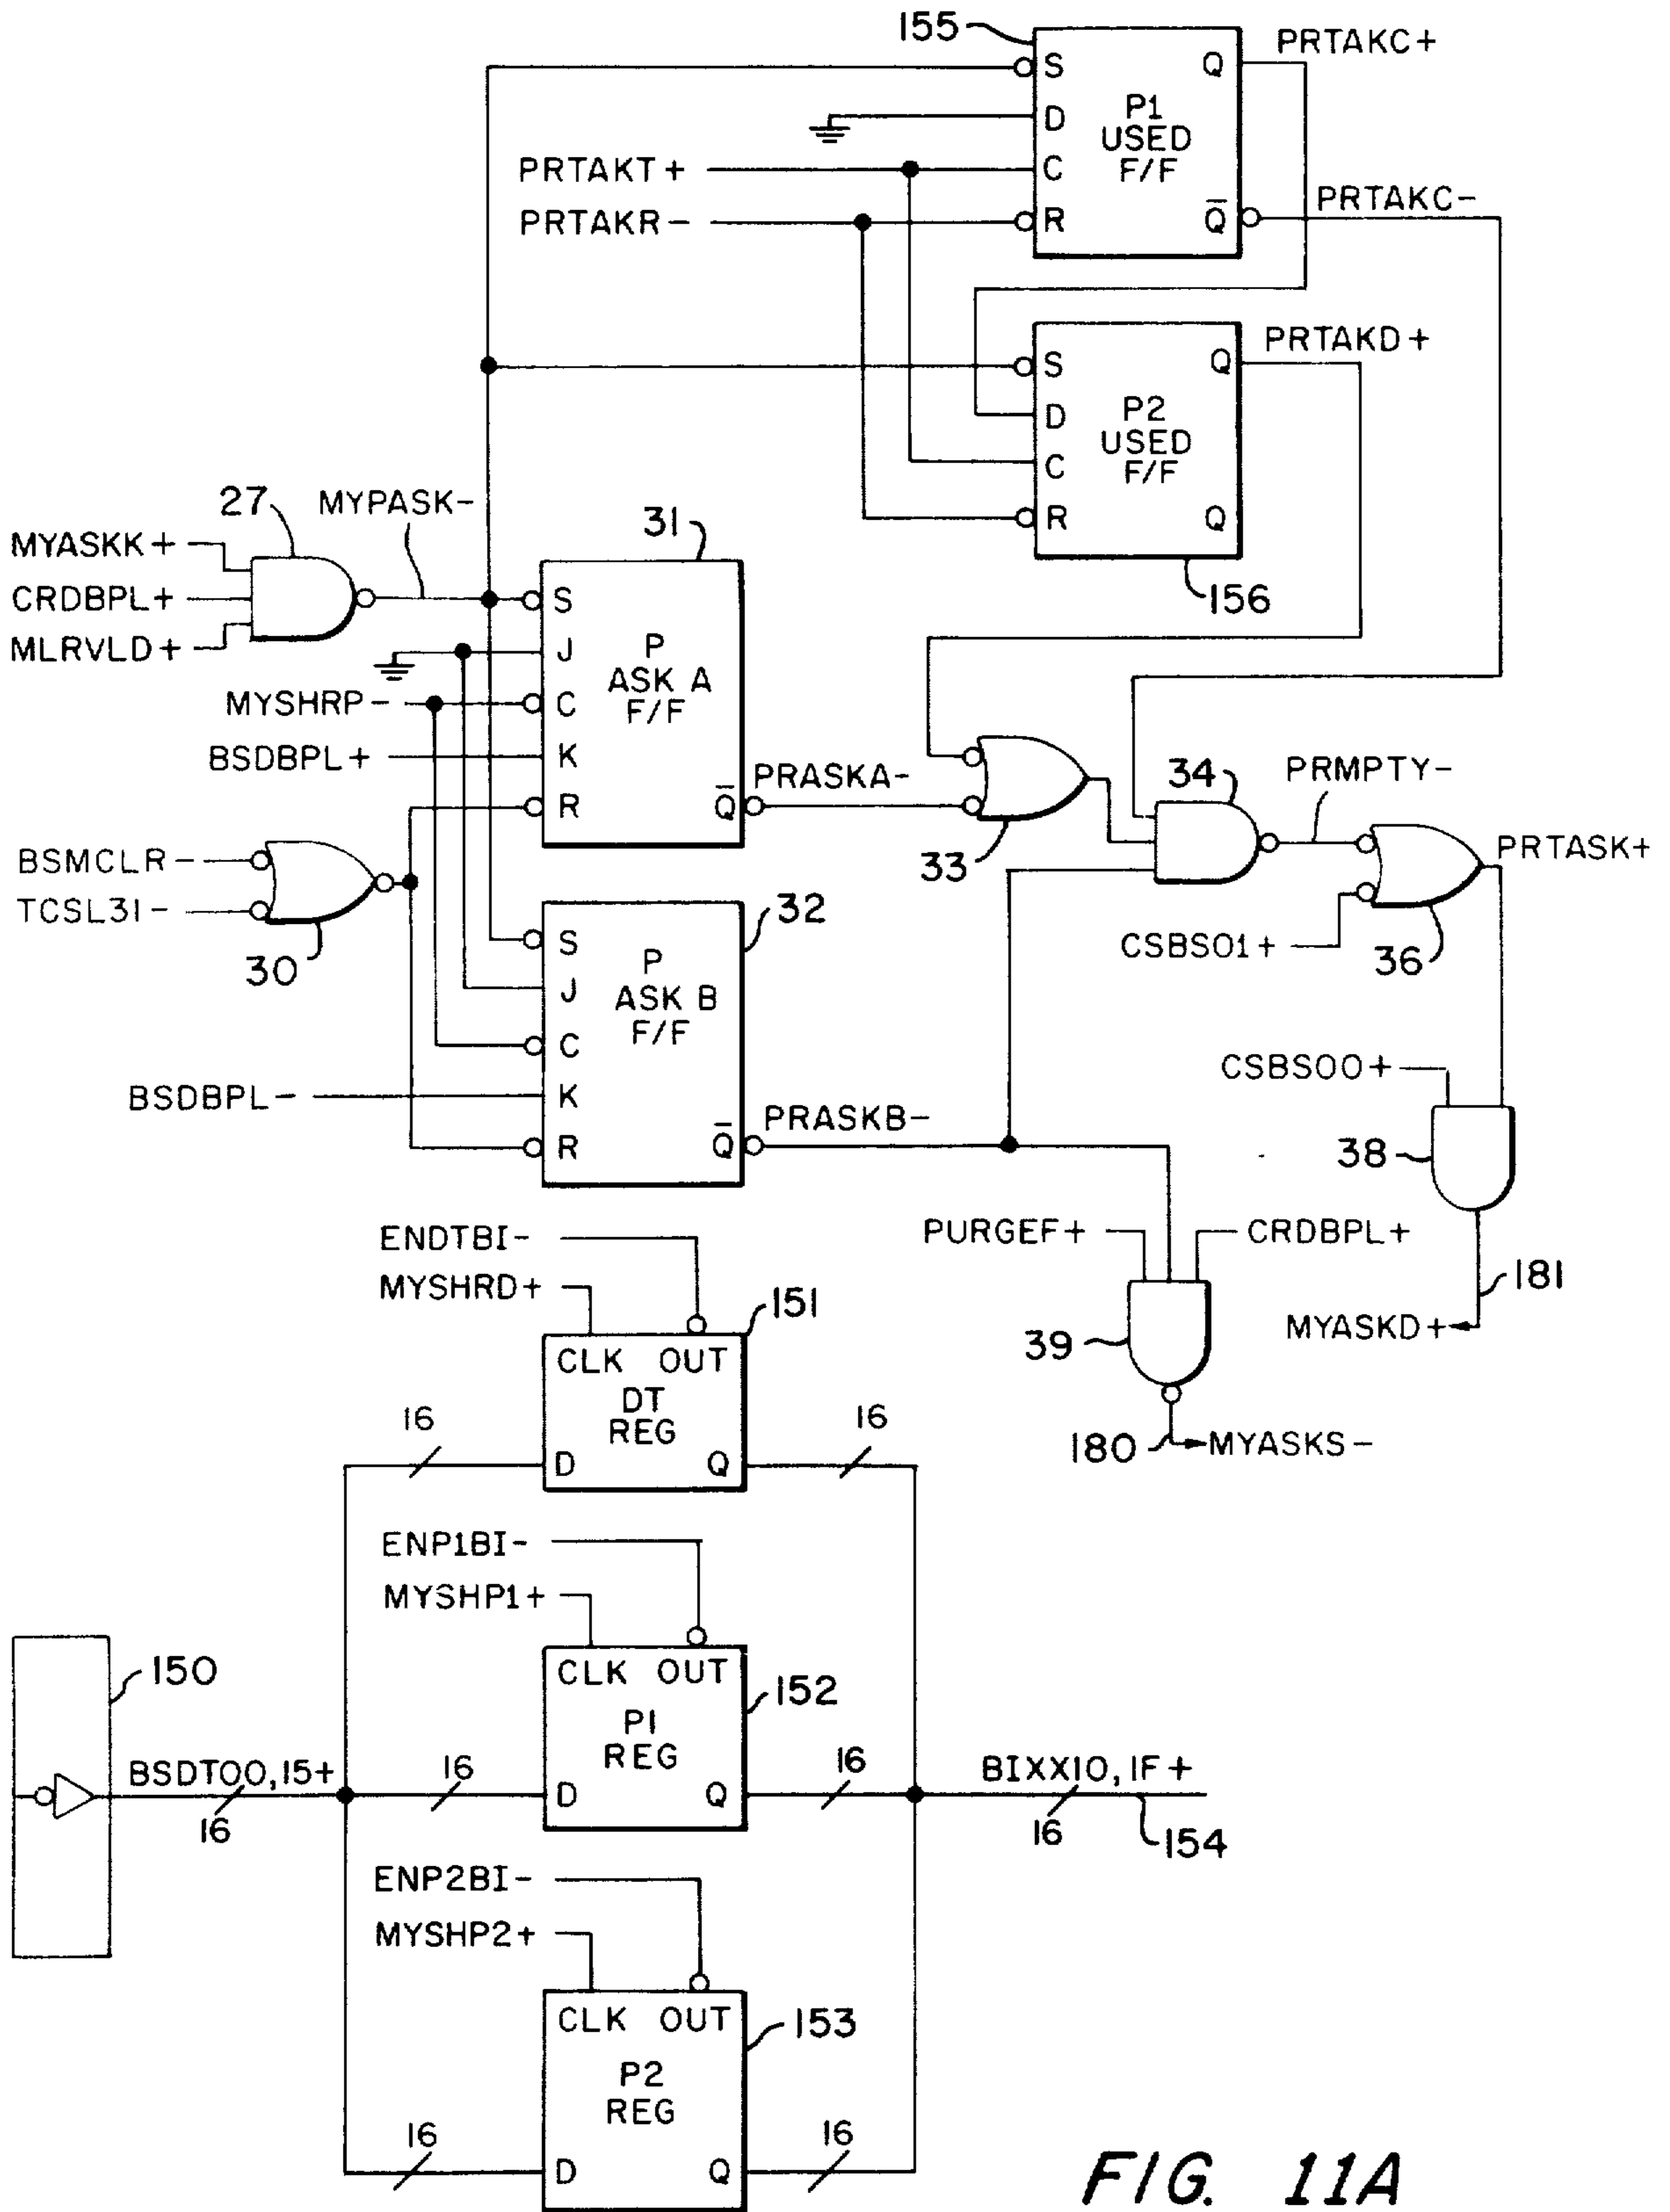 155
PRTAKC+
S
Q
D
P1
USED
F/F
PRTAKT+
C
PRTAKR-
R
Q̅
PRTAKC-
S
Q
PRTAKD+
D
P2
USED
F/F
C
R
Q
156
27
MYPASK-
31
MYASKK+
CRDBPL+
MLRVLD+
S
J
P
ASK A
F/F
MYSHRP-
C
BSDBPL+
K
R
Q̅
PRASKA-
33
34
PRMPTY-
PRTASK+
BSMCLR-
TCSL31-
30
CSBS01+
36
32
S
J
P
ASK B
F/F
C
BSDBPL-
K
R
Q̅
PRASKB-
CSBS00+
38
PURGEF+
CRDBPL+
39
181
MYASKD+
180
MYASKS-
ENDTBI-
MYSHRD+
151
CLK OUT
DT
REG
16
16
D
Q
ENP1BI-
MYSHP1+
152
CLK OUT
P1
REG
150
BSDT00,15+
16
16
D
Q
16
BIXX10,1F+
16
154
ENP2BI-
MYSHP2+
153
CLK OUT
P2
REG
16
16
D
Q
FIG. 11A